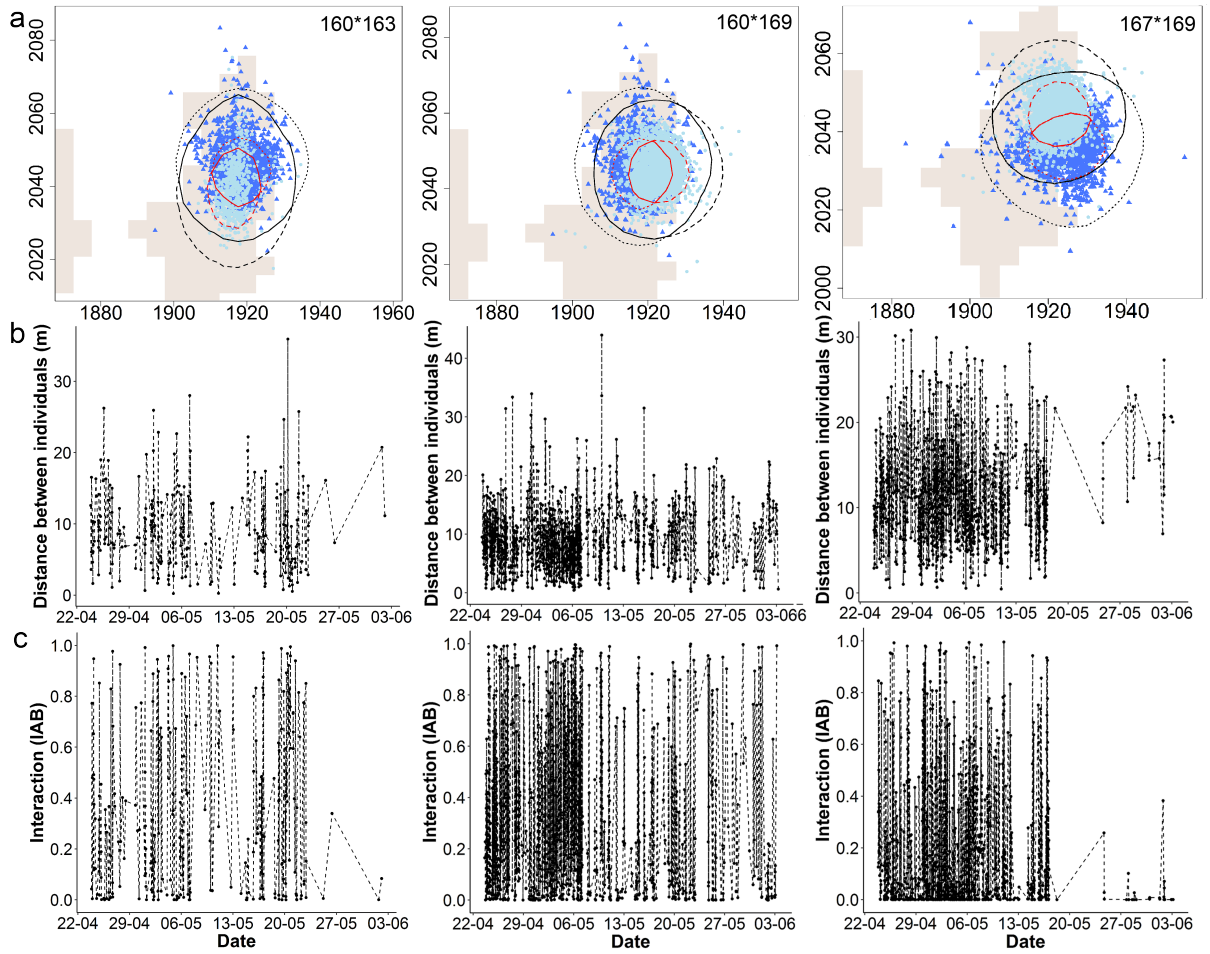 a
160*163
160*169
167*169
2080
2060
2040
2020
2080
2060
2040
2020
2060
2040
2020
2000
1880 1900 1920 1940 1960
1900 1920 1940
1880 1900 1920 1940
b
Distance between individuals (m)
30
20
10
0
Distance between individuals (m)
40
30
20
10
0
Distance between individuals (m)
30
20
10
0
22-04 29-04 06-05 13-05 20-05 27-05 03-06
22-04 29-04 06-05 13-05 20-05 27-05 03-066
22-04 29-04 06-05 13-05 20-05 27-05 03-06
c
Interaction (IAB)
1.0
0.8
0.6
0.4
0.2
0.0
Interaction (IAB)
1.0
0.8
0.6
0.4
0.2
0.0
Interaction (IAB)
1.0
0.8
0.6
0.4
0.2
0.0
22-04 29-04 06-05 13-05 20-05 27-05 03-06
22-04 29-04 06-05 13-05 20-05 27-05 03-06
22-04 29-04 06-05 13-05 20-05 27-05 03-06
Date
Date
Date